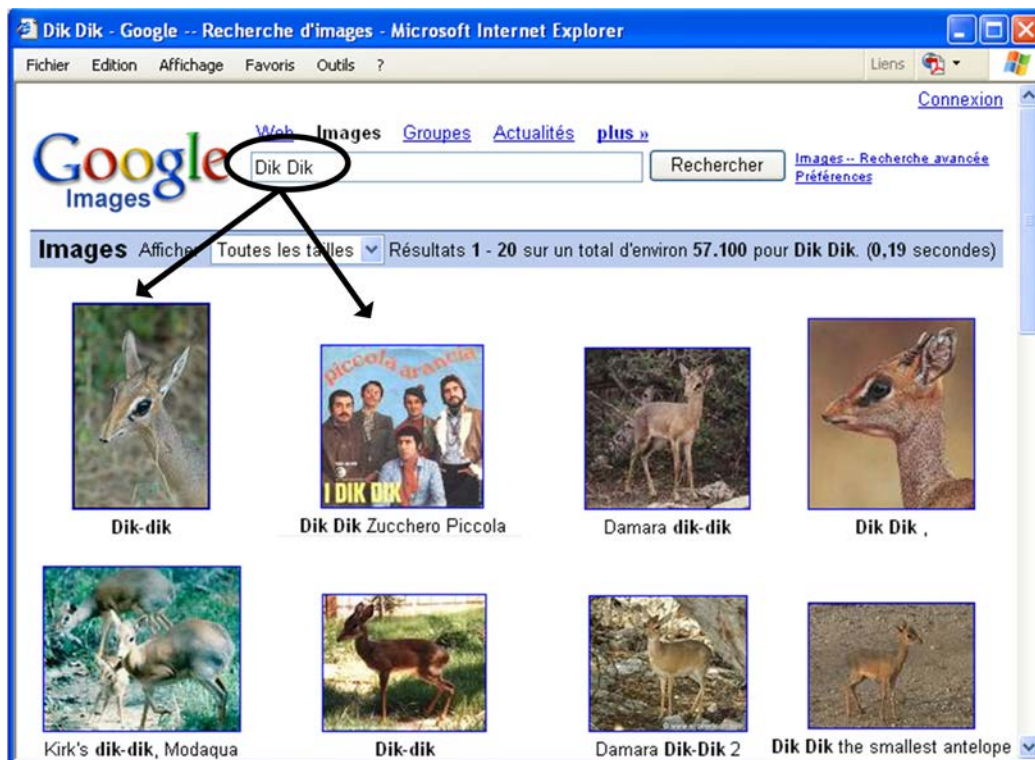 Dik Dik - Google -- Recherche d'images - Microsoft Internet Explorer
Fichier Edition Affichage Favoris Outils ? Liens
Connexion
Web Images Groupes Actualités plus »
Google
Images
Dik Dik
Rechercher
Images -- Recherche avancée
Préférences
Images Afficher Toutes les tailles Résultats 1 - 20 sur un total d'environ 57.100 pour Dik Dik. (0,19 secondes)
piccola arancia
I DIK DIK
Dik-dik
Dik Dik Zucchero Piccola
Damara dik-dik
Dik Dik ,
Kirk's dik-dik, Modaqua
Dik-dik
Damara Dik-Dik 2
Dik Dik the smallest antelope